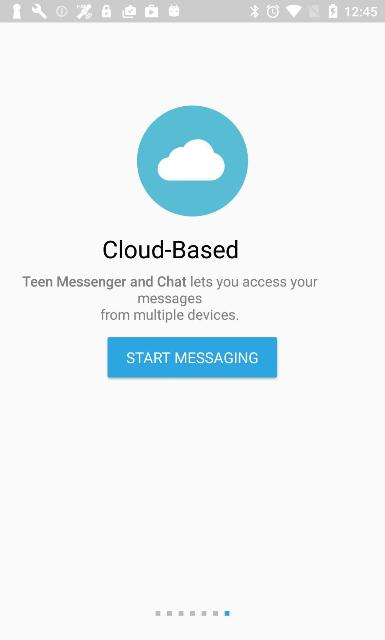 12:45
Cloud-Based
Teen Messenger and Chat lets you access your
messages
from multiple devices.
START MESSAGING